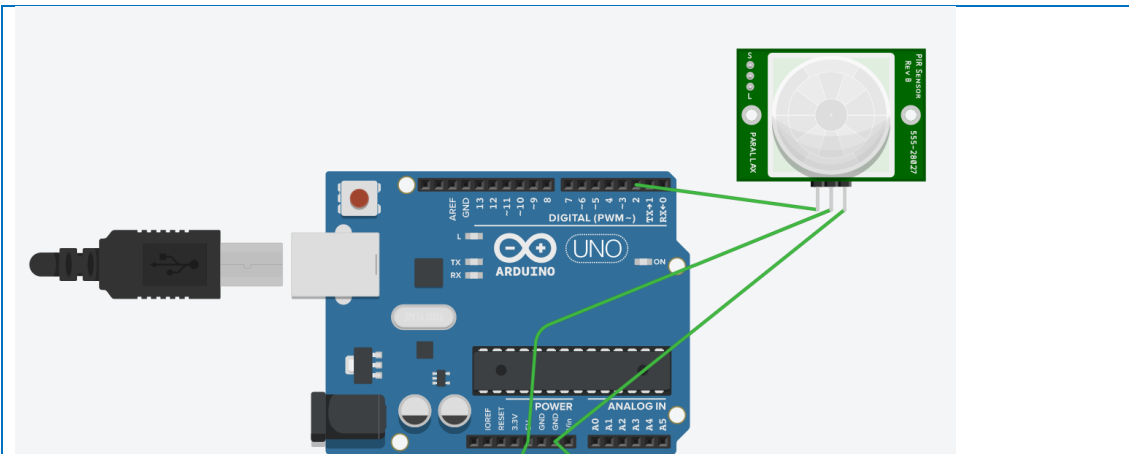 S
L
PIR SENSOR
REV B
PARALLAX
555-28027
AREF
GND
13
12
~11
~10
~9
8
7
~6
~5
4
~3
2
TX→1
RX←0
DIGITAL (PWM~)
L
TX
RX
ARDUINO
UNO
ON
POWER
ANALOG IN
IOREF
RESET
3.3V
5V
GND
GND
Vin
A0
A1
A2
A3
A4
A5